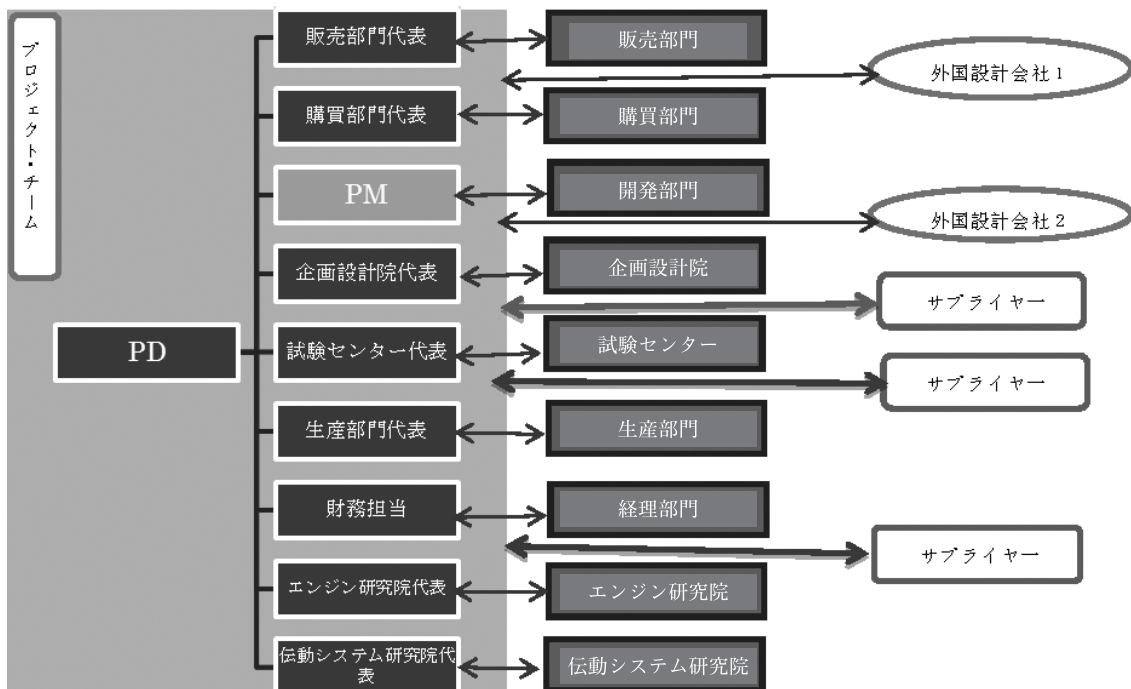 プロジェクト・チーム
PD
販売部門代表
販売部門
外国設計会社1
購買部門代表
購買部門
PM
開発部門
外国設計会社2
企画設計院代表
企画設計院
サプライヤー
試験センター代表
試験センター
サプライヤー
生産部門代表
生産部門
財務担当
経理部門
サプライヤー
エンジン研究院代表
エンジン研究院
伝動システム研究院代
表
伝動システム研究院